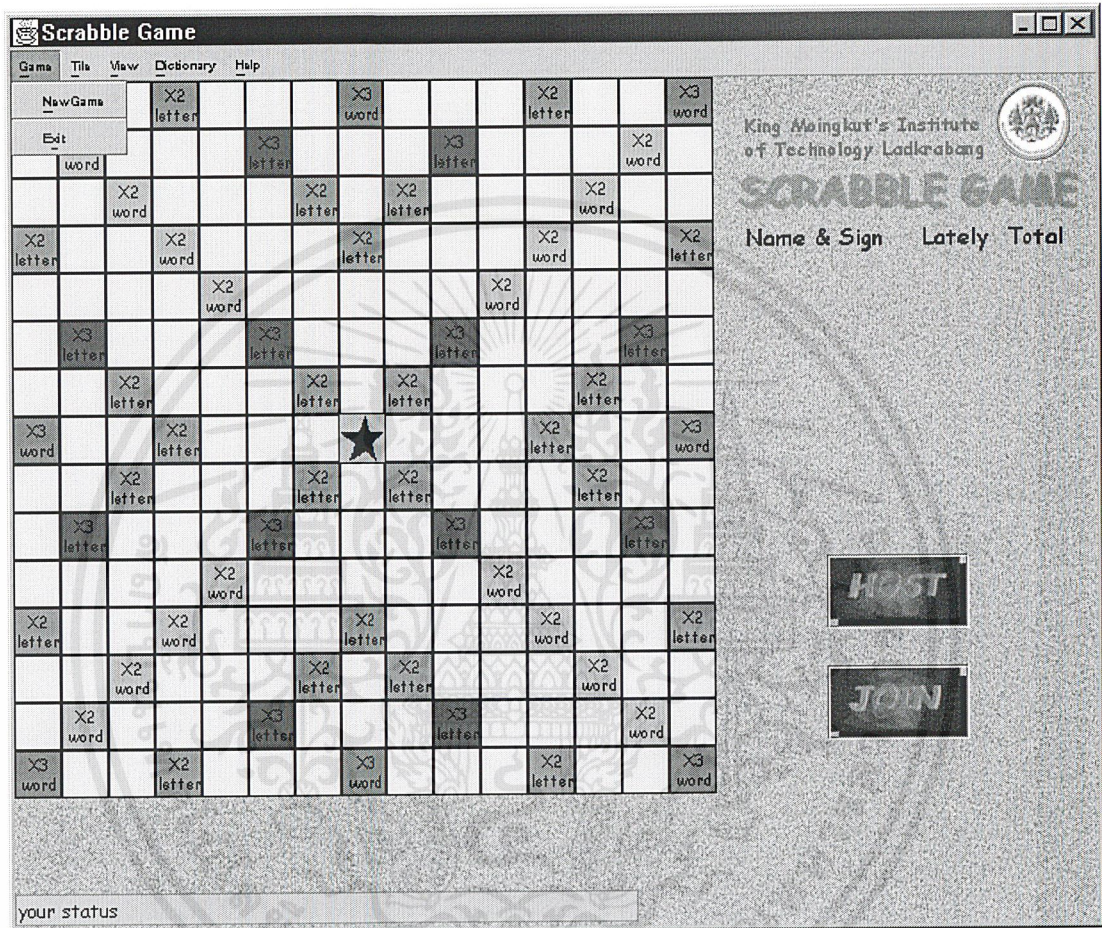 Scrabble Game
Game Tile View Dictionary Help
NewGame
Exit
X2 X3 X2 X3
letter word letter word
X3 X3 X2
word letter letter word
X2 X2 X2 X2
word letter letter word
X2 X2 X2 X2 X2
letter word letter word letter
X2 X2
word word
X3 X3 X3 X3
letter letter letter letter
X2 X2 X2 X2
letter letter letter letter
X3 X2 X2 X3
word letter letter word
X2 X2 X2 X2
letter letter letter letter
X3 X3 X3 X3
letter letter letter letter
X2 X2
word word
X2 X2 X2 X2 X2
letter word letter word letter
X2 X2 X2 X2
word letter letter word
X2 X3 X3 X2
word letter letter word
X3 X2 X3 X2 X3
word letter word letter word
King Moingkut's Institute
of Technology Ladkrabang
SCRABBLE GAME
Name & Sign Lately Total
HOST
JOIN
your status